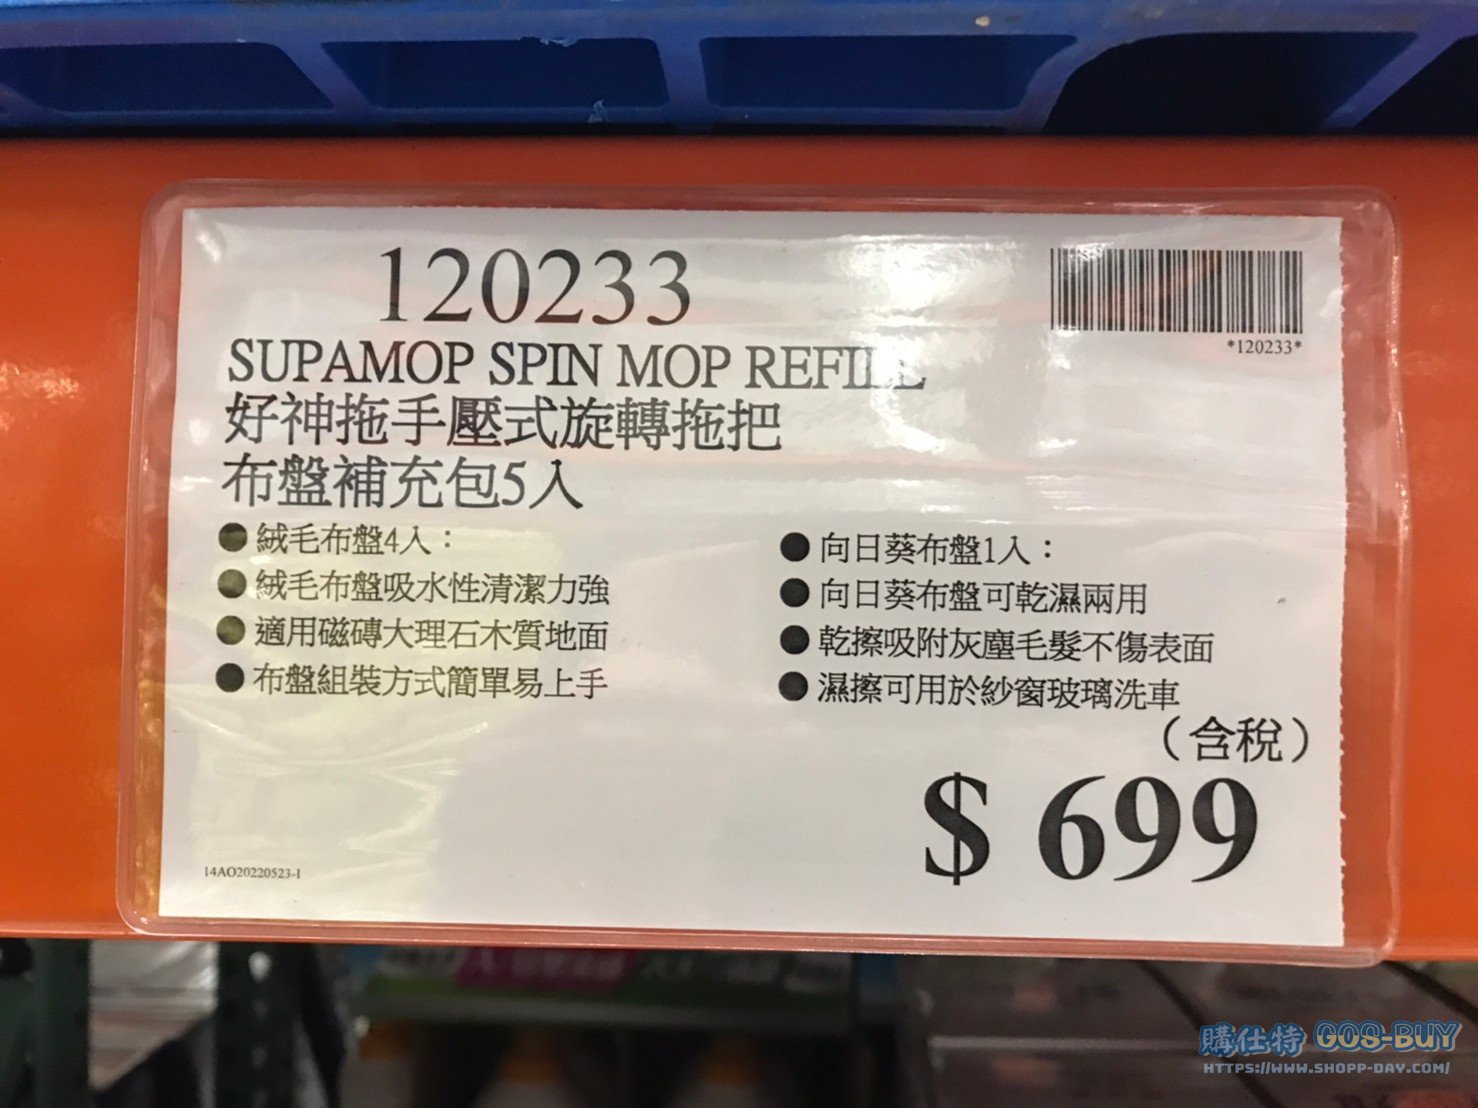 120233
*120233*
SUPAMOP SPIN MOP REFILL
好神拖手壓式旋轉拖把
布盤補充包5入
●絨毛布盤4入：
●絨毛布盤吸水性清潔力強
●適用磁磚大理石木質地面
●布盤組裝方式簡單易上手
●向日葵布盤1入：
●向日葵布盤可乾濕兩用
●乾擦吸附灰塵毛髮不傷表面
●濕擦可用於紗窗玻璃洗車
（含稅）
$ 699
14AO20220523-I
購仕特 GOS-BUY
HTTPS://WWW.SHOPP-DAY.COM/